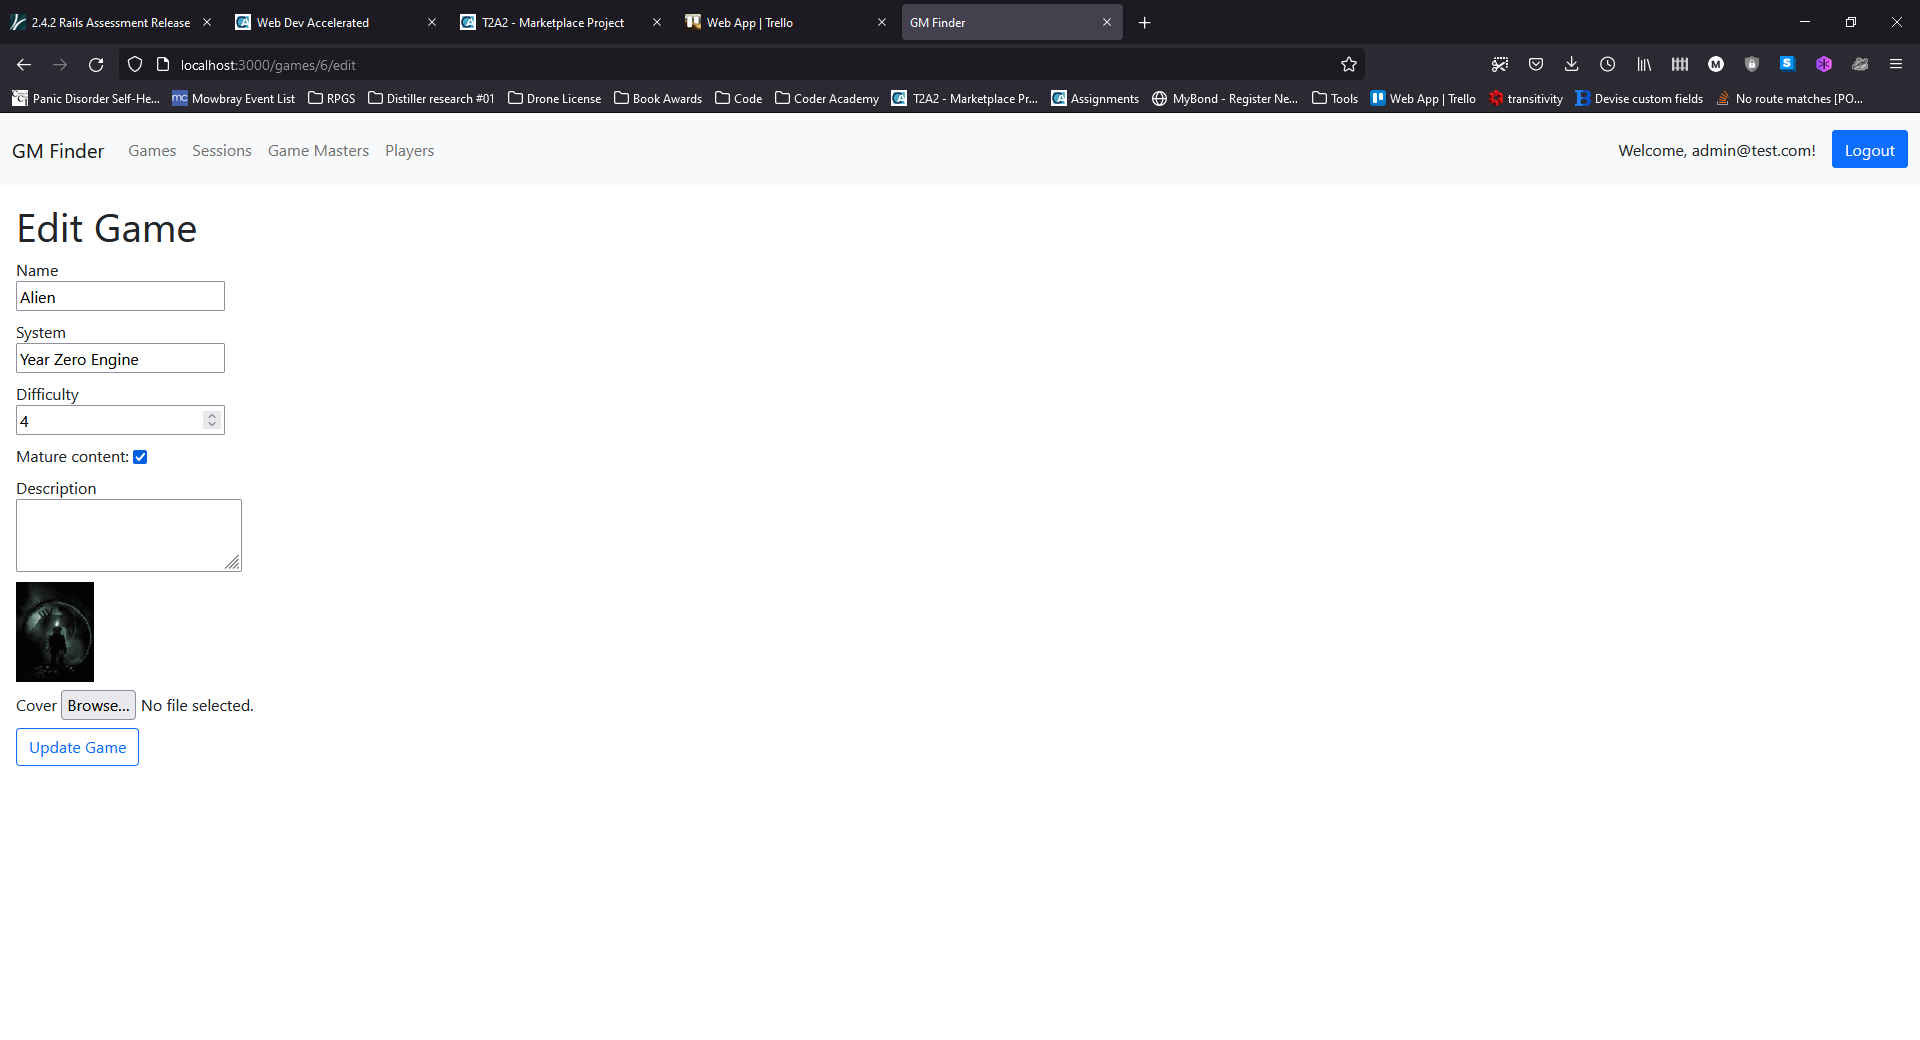 2.4.2 Rails Assessment Release
Web Dev Accelerated
T2A2 - Marketplace Project
Web App | Trello
GM Finder
localhost:3000/games/6/edit
Panic Disorder Self-He...
Mowbray Event List
RPGS
Distiller research #01
Drone License
Book Awards
Code
Coder Academy
T2A2 - Marketplace Pr...
Assignments
MyBond - Register Ne...
Tools
Web App | Trello
transitivity
Devise custom fields
No route matches [PO...
GM Finder Games Sessions Game Masters Players Welcome, admin@test.com! Logout
Edit Game
Name
Alien
System
Year Zero Engine
Difficulty
4
Mature content:
Description
Cover Browse... No file selected.
Update Game